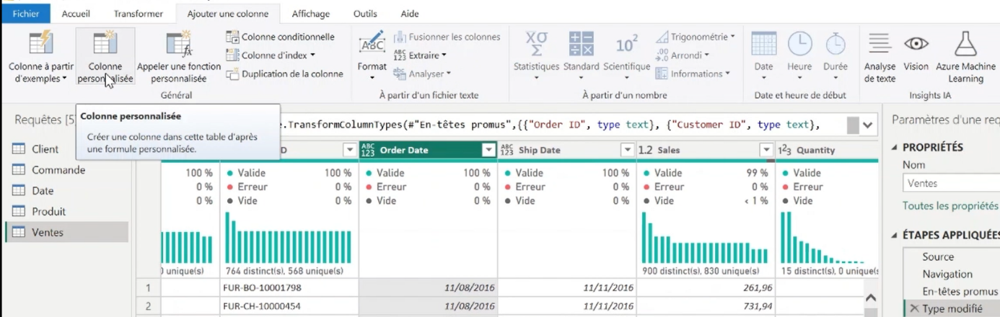 Fichier Accueil Transformer Ajouter une colonne Affichage Outils Aide
Colonne à partir d'exemples
Colonne personnalisée
Appeler une fonction personnalisée
Colonne conditionnelle
Colonne d'index
Duplication de la colonne
Général
Format
Fusionner les colonnes
Extraire
Analyser
À partir d'un fichier texte
Statistiques
Standard
Scientifique
Trigonométrie
Arrondi
Informations
À partir d'un nombre
Date
Heure
Durée
Date et heure de début
Analyse de texte
Vision
Azure Machine Learning
Insights IA
Requêtes [5
Colonne personnalisée
Créer une colonne dans cette table d'après
une formule personnalisée.
.TransformColumnTypes(#"En-têtes promus",{{"Order ID", type text}, {"Customer ID", type text},
Client
Commande
Date
Produit
Ventes
D
ABC 123 Order Date
ABC 123 Ship Date
1.2 Sales
123 Quantity
100 % Valide 100 % Valide 100 % Valide 100 % Valide 99 % Valide
0 % Erreur 0 % Erreur 0 % Erreur 0 % Erreur 0 % Erreur
0 % Vide 0 % Vide 0 % Vide 0 % Vide < 1 % Vide
0 unique(s) 764 distinct(s), 568 unique(s) 900 distinct(s), 830 unique(s) 15 distinct(s), 0 unique(s
1 FUR-BO-10001798 11/08/2016 11/11/2016 261,96
2 FUR-CH-10000454 11/08/2016 11/11/2016 731,94
Paramètres d'une req
PROPRIÉTÉS
Nom
Ventes
Toutes les propriétés
ÉTAPES APPLIQUÉES
Source
Navigation
En-têtes promus
Type modifié